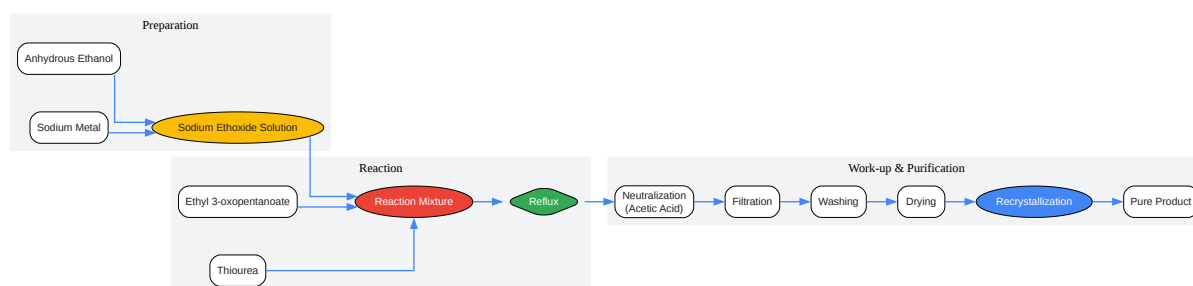 Preparation
Anhydrous Ethanol
Sodium Metal
Sodium Ethoxide Solution
Reaction
Ethyl 3-oxopentanoate
Reaction Mixture
Reflux
Thiourea
Work-up & Purification
Neutralization
(Acetic Acid)
Filtration
Washing
Drying
Recrystallization
Pure Product